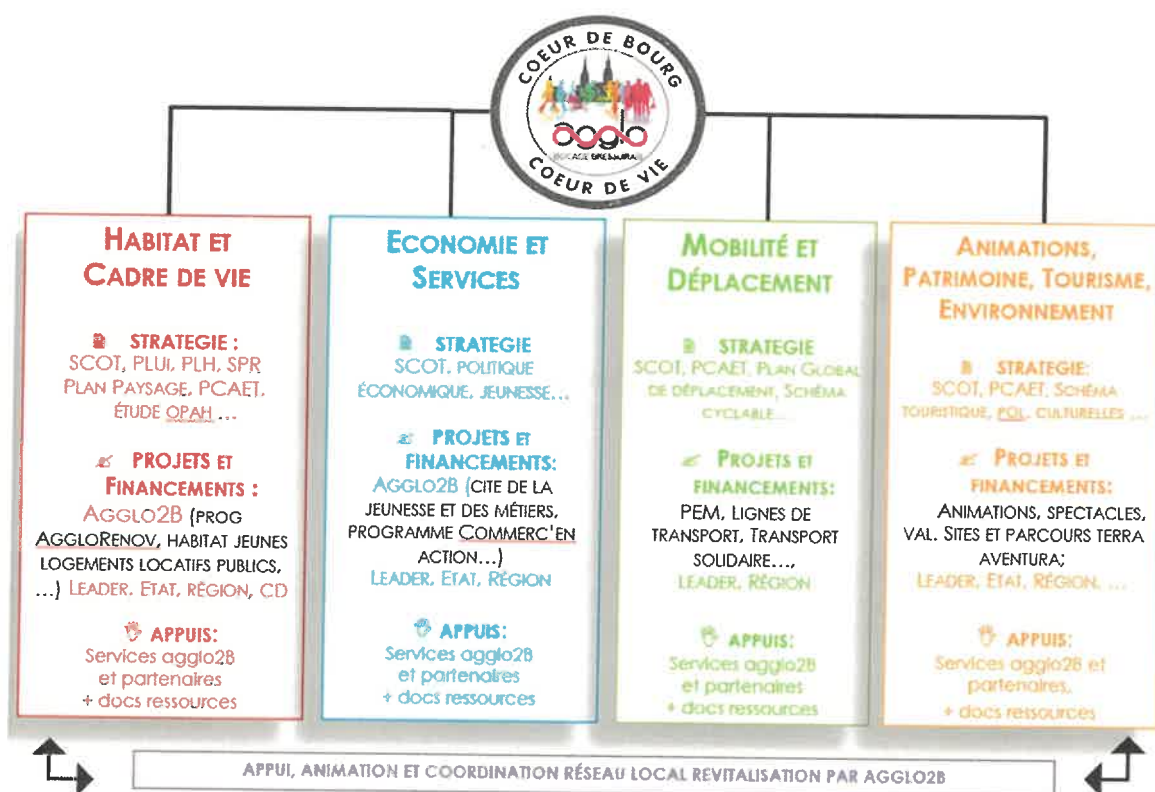 COEUR DE BOURG
agglo
BOCAGE BRESSUIRAIS
COEUR DE VIE
HABITAT ET
CADRE DE VIE
STRATEGIE :
SCOT, PLUI, PLH, SPR
PLAN PAYSAGE, PCAET,
ÉTUDE OPAH ...
PROJETS ET
FINANCEMENTS :
AGGLO2B (PROG
AGGLORENOV, HABITAT JEUNES
LOGEMENTS LOCATIFS PUBLICS,
...) LEADER, ETAT, RÉGION, CD
APPUIS:
Services agglo2B
et partenaires
+ docs ressources
ECONOMIE ET
SERVICES
STRATEGIE
SCOT, POLITIQUE
ÉCONOMIQUE, JEUNESSE...
PROJETS ET
FINANCEMENTS:
AGGLO2B (CITE DE LA
JEUNESSE ET DES MÉTIERS,
PROGRAMME COMMERC'EN
ACTION...)
LEADER, ETAT, RÉGION
APPUIS:
Services agglo2B
et partenaires
+ docs ressources
MOBILITÉ ET
DÉPLACEMENT
STRATEGIE
SCOT, PCAET, PLAN GLOBAL
DE DÉPLACEMENT, SCHÉMA
CYCLABLE...
PROJETS ET
FINANCEMENTS:
PEM, LIGNES DE
TRANSPORT, TRANSPORT
SOLIDAIRE...,
LEADER, RÉGION
APPUIS:
Services agglo2B
et partenaires
+ docs ressources
ANIMATIONS,
PATRIMOINE, TOURISME,
ENVIRONNEMENT
STRATEGIE:
SCOT, PCAET, SCHÉMA
TOURISTIQUE, POL. CULTURELLES ...
PROJETS ET
FINANCEMENTS:
ANIMATIONS, SPECTACLES,
VAL. SITES ET PARCOURS TERRA
AVENTURA;
LEADER, ETAT, RÉGION, ...
APPUIS:
Services agglo2B et
partenaires,
+ docs ressources
APPUI, ANIMATION ET COORDINATION RÉSEAU LOCAL REVITALISATION PAR AGGLO2B